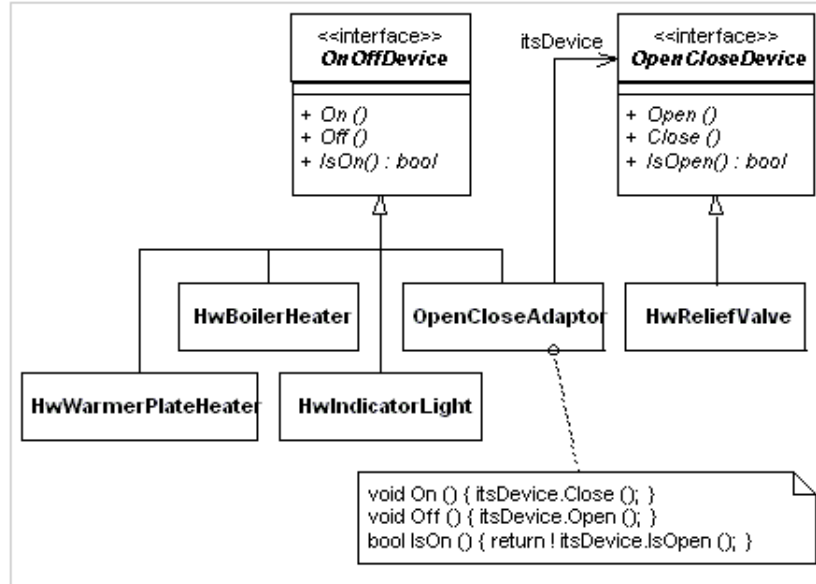 <<interface>>
OnOffDevice
+ On ()
+ Off ()
+ IsOn() : bool
itsDevice
<<interface>>
OpenCloseDevice
+ Open ()
+ Close ()
+ IsOpen() : bool
HwBoilerHeater
OpenCloseAdaptor
HwReliefValve
HwWarmerPlateHeater
HwIndicatorLight
void On () { itsDevice.Close (); }
void Off () { itsDevice.Open (); }
bool IsOn () { return ! itsDevice.IsOpen (); }